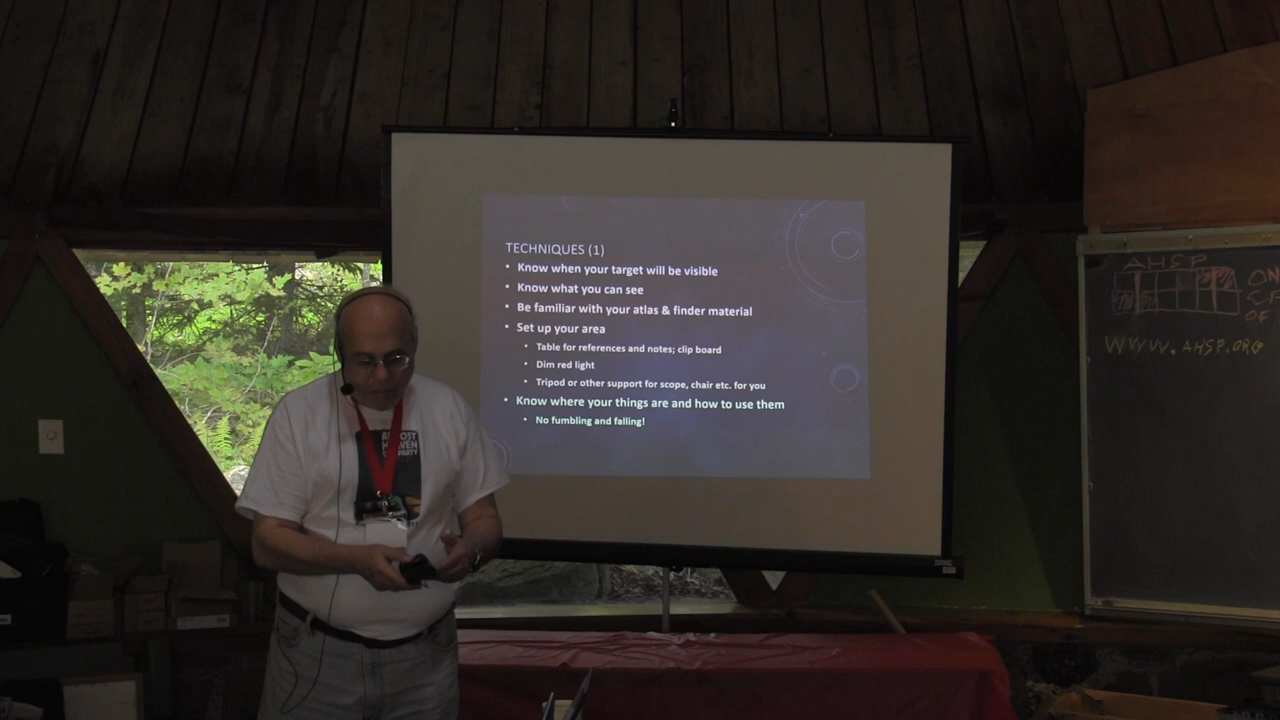 TECHNIQUES (1)
• Know when your target will be visible
• Know what you can see
• Be familiar with your atlas & finder material
• Set up your area
• Table for references and notes; clip board
• Dim red light
• Tripod or other support for scope, chair etc. for you
• Know where your things are and how to use them
• No fumbling and falling!
AHSP
ON
OF
WWW.AHSP.ORG